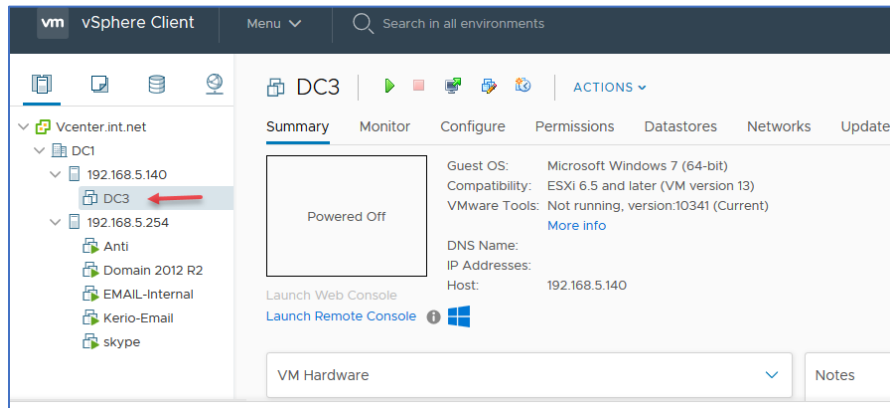 vm vSphere Client Menu Search in all environments
DC3 ACTIONS
Vcenter.int.net
DC1
192.168.5.140
DC3
192.168.5.254
Anti
Domain 2012 R2
EMAIL-Internal
Kerio-Email
skype
Summary Monitor Configure Permissions Datastores Networks Update
Powered Off
Guest OS: Microsoft Windows 7 (64-bit)
Compatibility: ESXi 6.5 and later (VM version 13)
VMware Tools: Not running, version:10341 (Current)
More info
DNS Name:
IP Addresses:
Host: 192.168.5.140
Launch Web Console
Launch Remote Console
VM Hardware
Notes